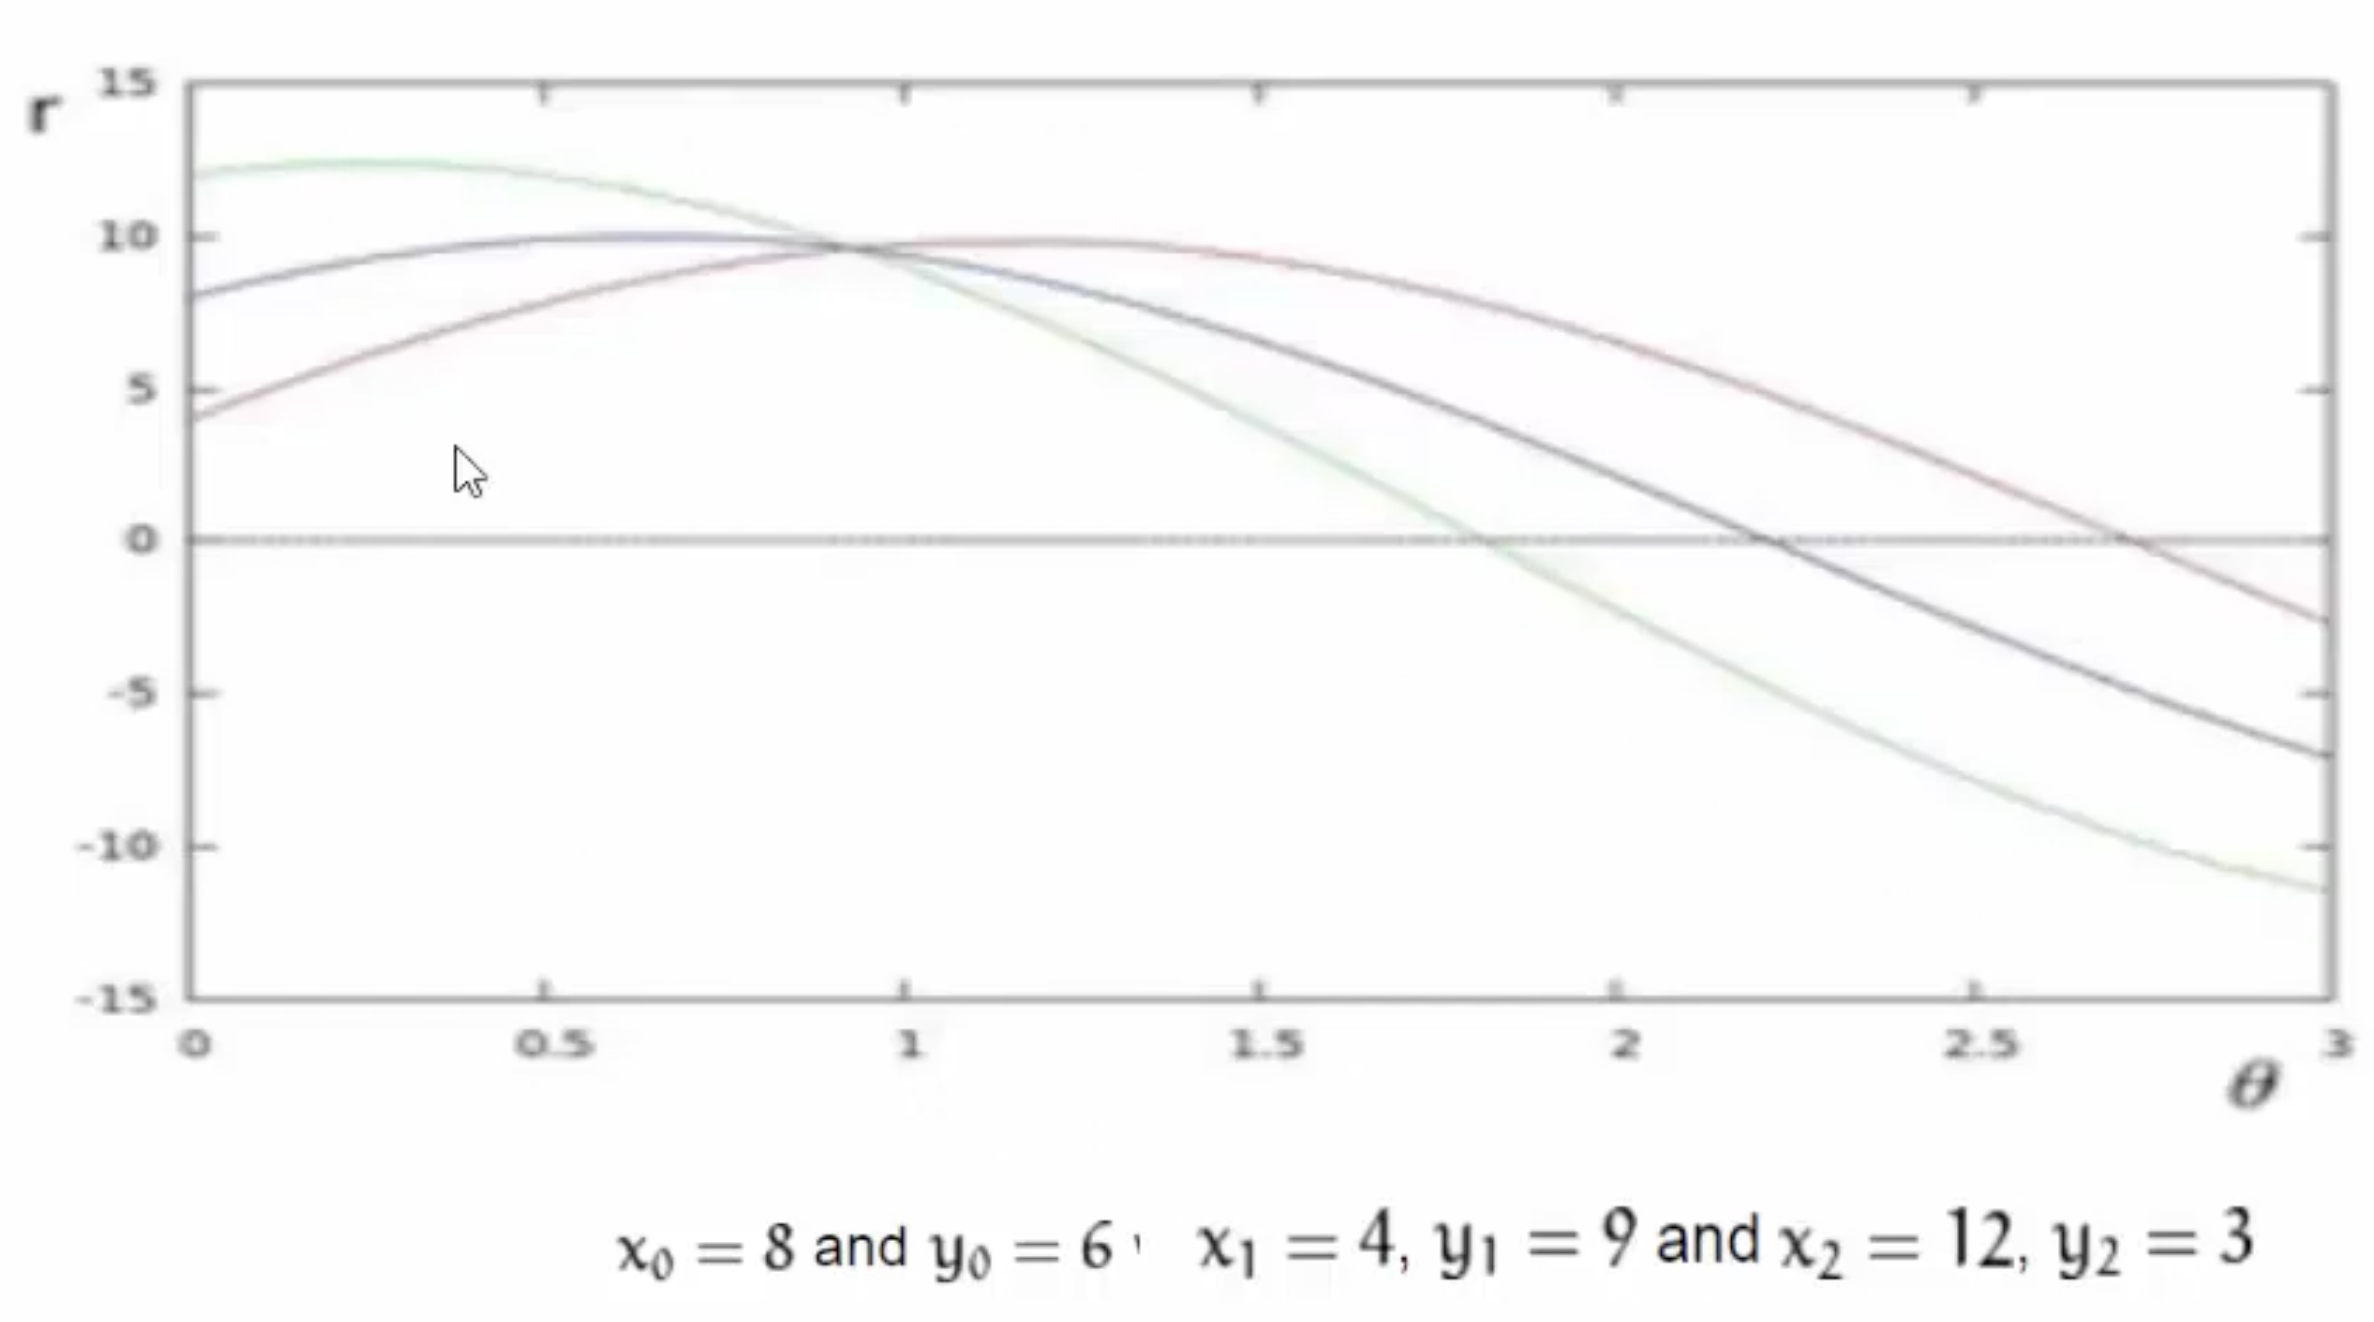 r
15
10
5
0
-5
-10
-15
0 0.5 1 1.5 2 2.5 3
θ
x₀ = 8 and y₀ = 6 x₁ = 4, y₁ = 9 and x₂ = 12, y₂ = 3